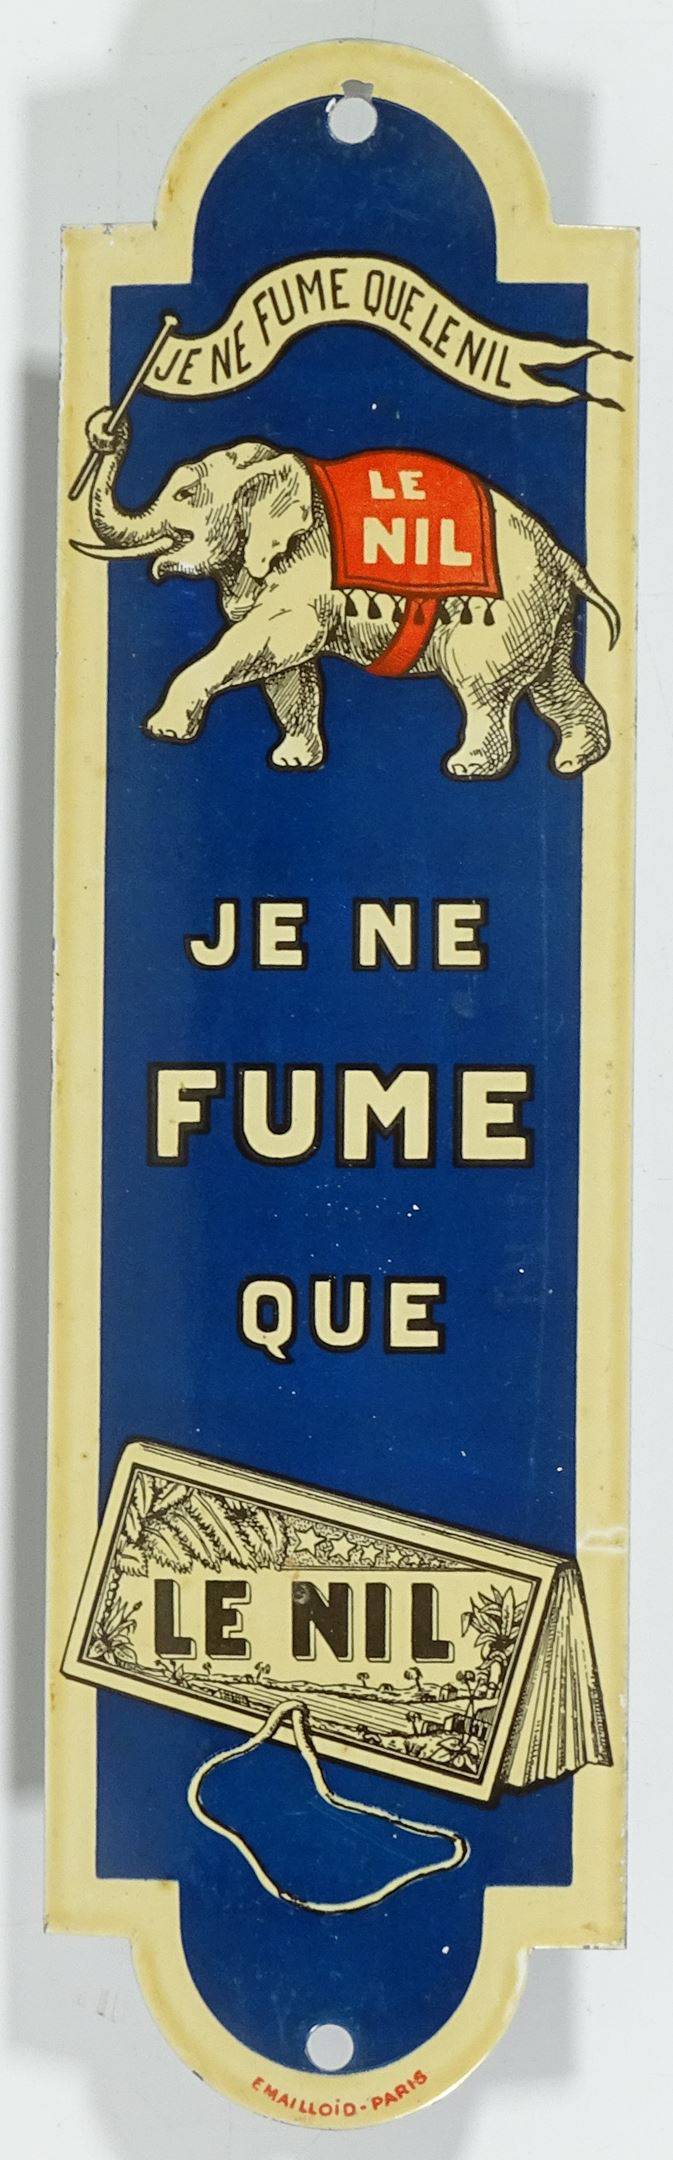 JE NE FUME QUE LE NIL
LE
NIL
JE NE
FUME
QUE
LE NIL
EMAILLOÏD-PARIS